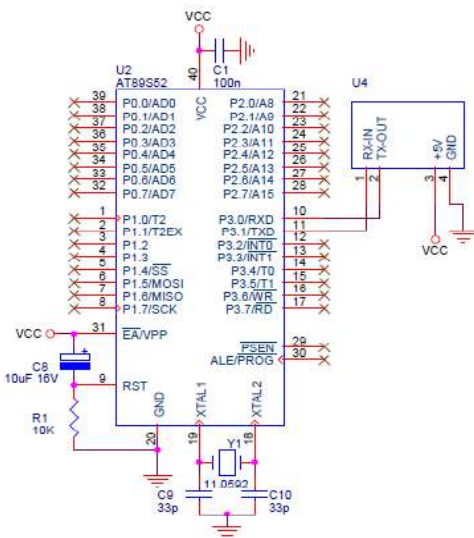 VCC
U2
AT89S52
C1
100n
U4
40
VCC
39 P0.0/AD0 P2.0/A8 21
38 P0.1/AD1 P2.1/A9 22
37 P0.2/AD2 P2.2/A10 23
36 P0.3/AD3 P2.3/A11 24
35 P0.4/AD4 P2.4/A12 25
34 P0.5/AD5 P2.5/A13 26
33 P0.6/AD6 P2.6/A14 27
32 P0.7/AD7 P2.7/A15 28
RX-IN
TX-OUT
+5V
GND
1 2 3 4
VCC
1 P1.0/T2 P3.0/RXD 10
2 P1.1/T2EX P3.1/TXD 11
3 P1.2 P3.2/INT0 12
4 P1.3 P3.3/INT1 13
5 P1.4/SS P3.4/T0 14
6 P1.5/MOSI P3.5/T1 15
7 P1.6/MISO P3.6/WR 16
8 P1.7/SCK P3.7/RD 17
VCC 31 EA/VPP PSEN 29
ALE/PROG 30
C8
10uF 16V
+
9 RST
R1
10K
GND XTAL1 XTAL2
20 19 18
Y1
11.0592
C9
33p
C10
33p